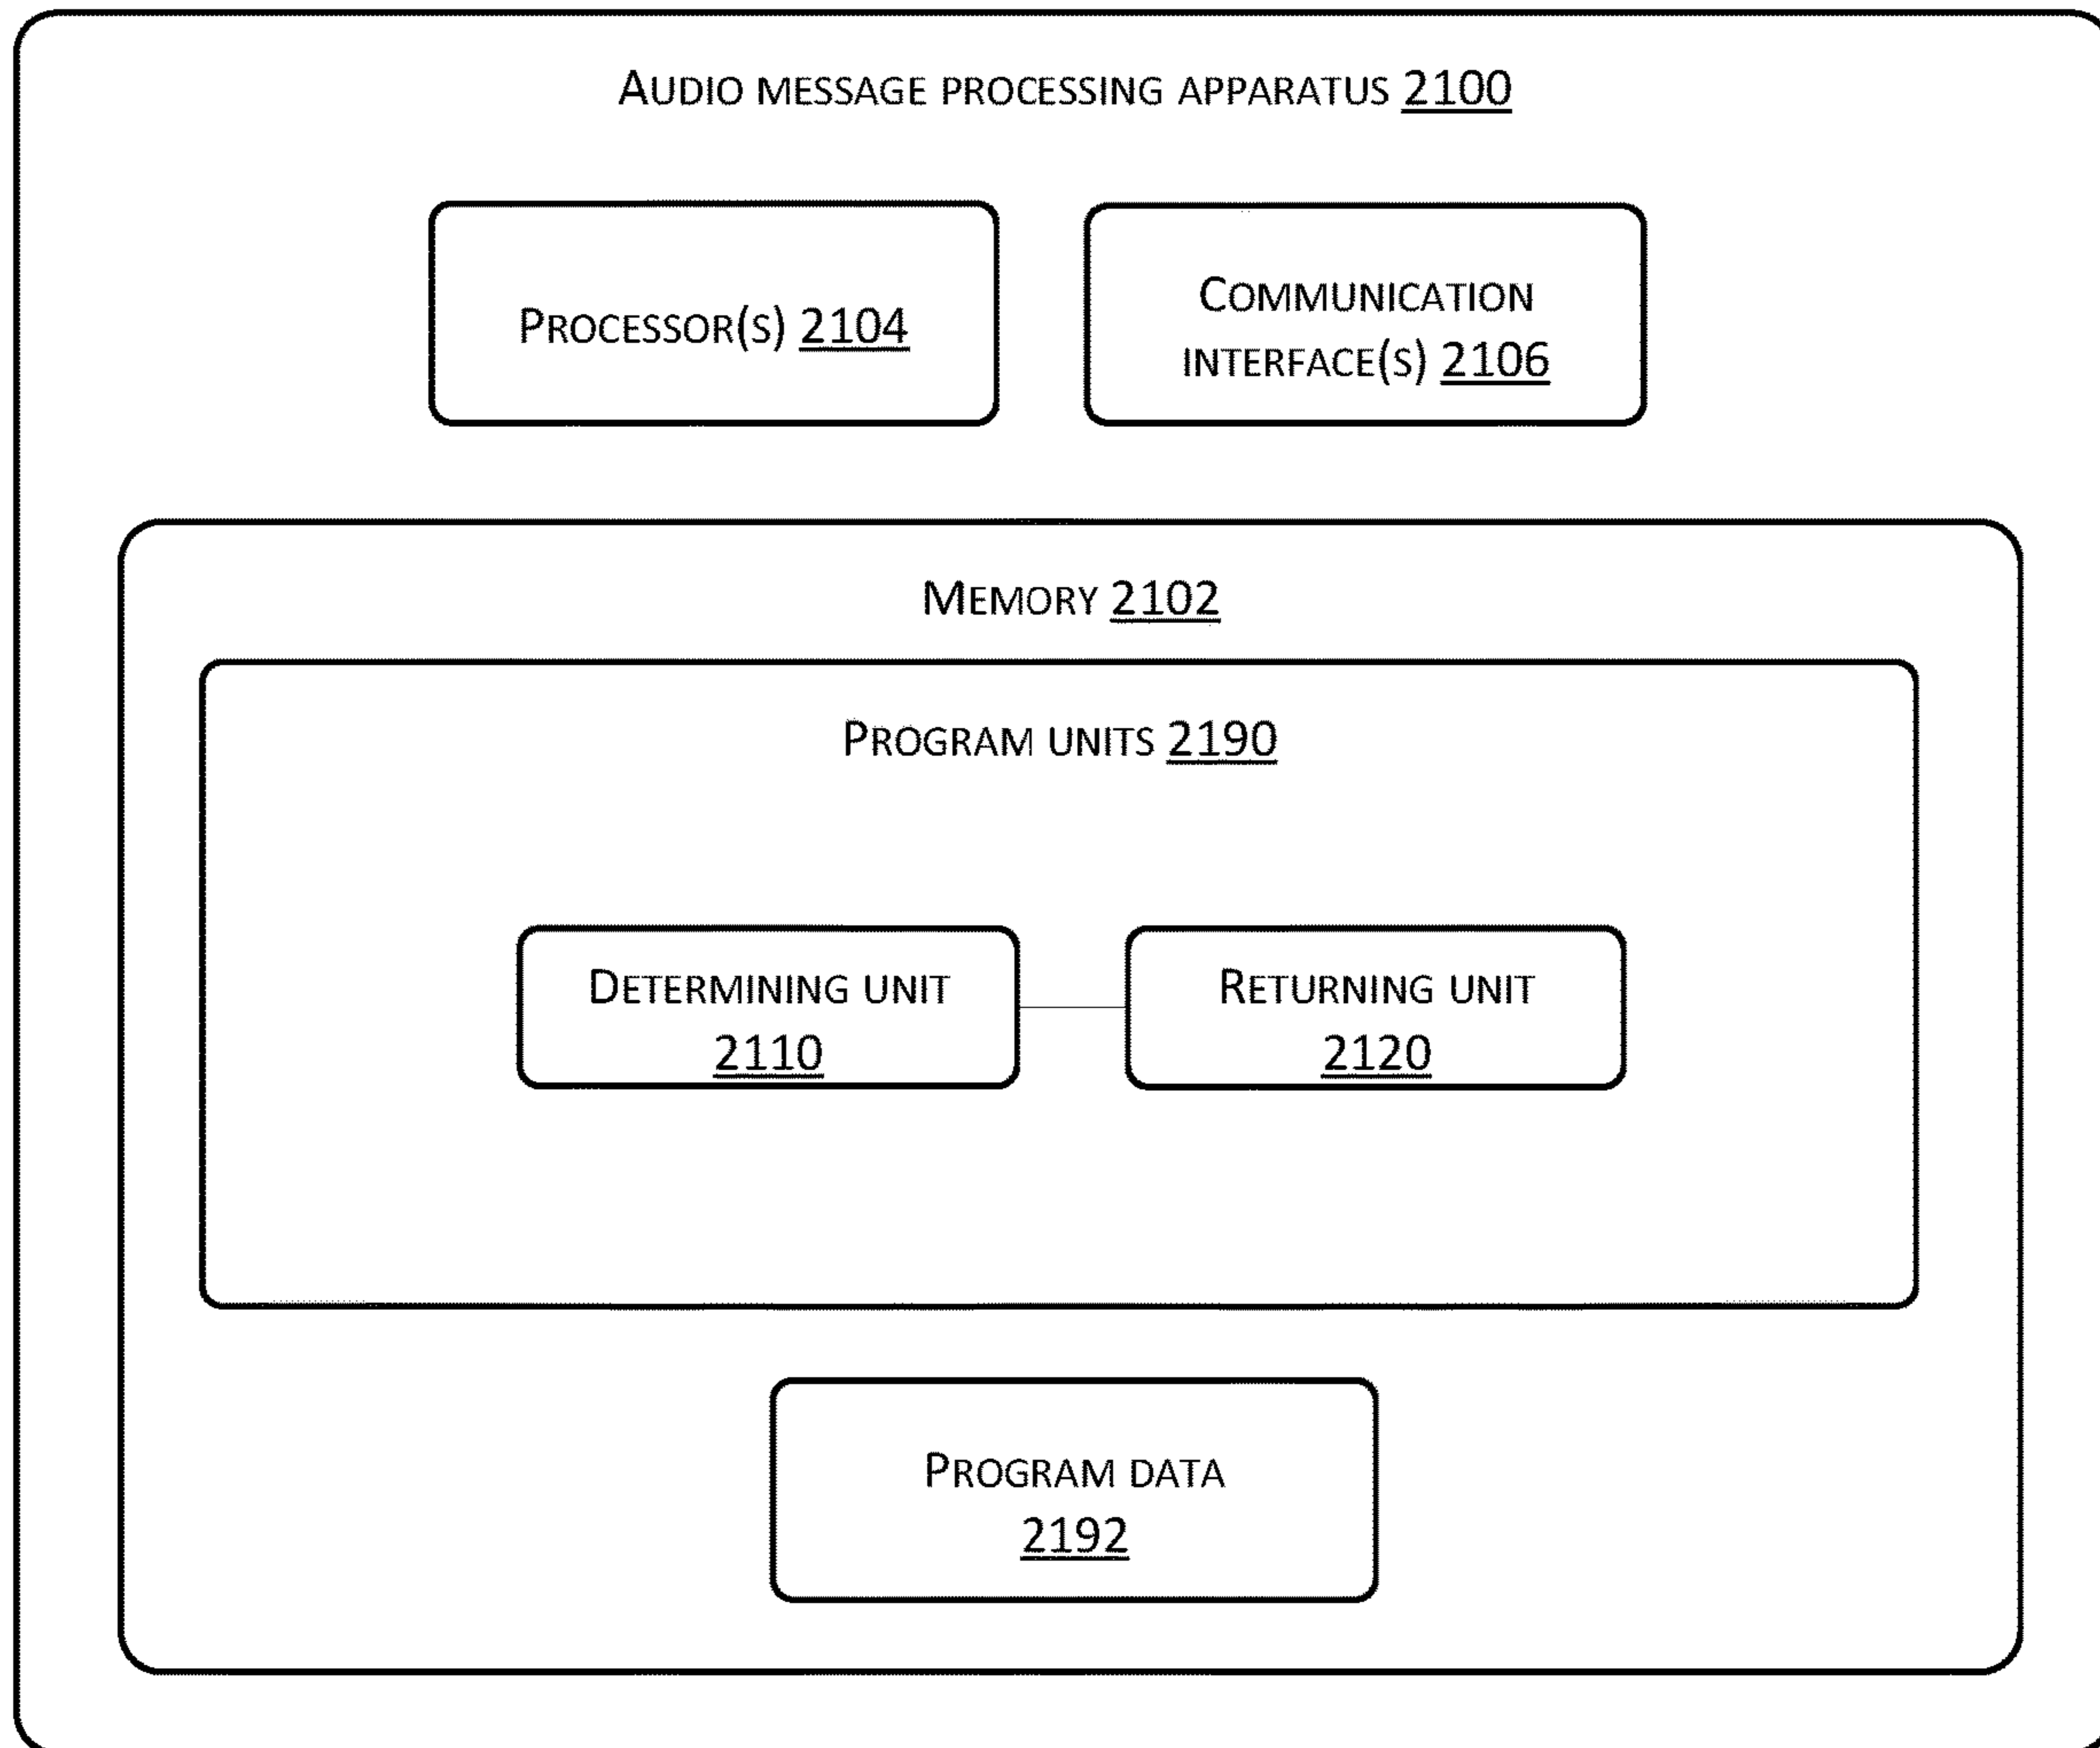 AUDIO MESSAGE PROCESSING APPARATUS 2100
PROCESSOR(S) 2104
COMMUNICATION
INTERFACE(S) 2106
MEMORY 2102
PROGRAM UNITS 2190
DETERMINING UNIT
2110
RETURNING UNIT
2120
PROGRAM DATA
2192